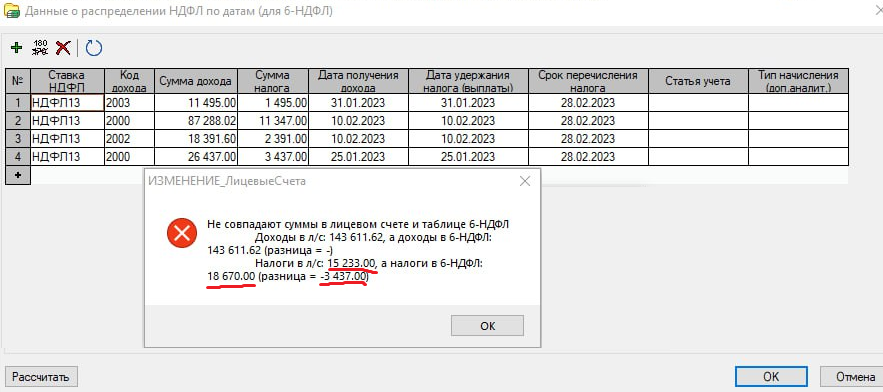 Данные о распределении НДФЛ по датам (для 6-НДФЛ)
№ Ставка НДФЛ Код дохода Сумма дохода Сумма налога Дата получения дохода Дата удержания налога (выплаты) Срок перечисления налога Статья учета Тип начисления (доп.аналит.)
1 НДФЛ13 2003 11 495.00 1 495.00 31.01.2023 31.01.2023 28.02.2023
2 НДФЛ13 2000 87 288.02 11 347.00 10.02.2023 10.02.2023 28.02.2023
3 НДФЛ13 2002 18 391.60 2 391.00 10.02.2023 10.02.2023 28.02.2023
4 НДФЛ13 2000 26 437.00 3 437.00 25.01.2023 25.01.2023 28.02.2023
ИЗМЕНЕНИЕ_ЛицевыеСчета
Не совпадают суммы в лицевом счете и таблице 6-НДФЛ
Доходы в л/с: 143 611.62, а доходы в 6-НДФЛ:
143 611.62 (разница = -)
Налоги в л/с: 15 233.00, а налоги в 6-НДФЛ:
18 670.00 (разница = -3 437.00)
OK
Рассчитать
OK
Отмена